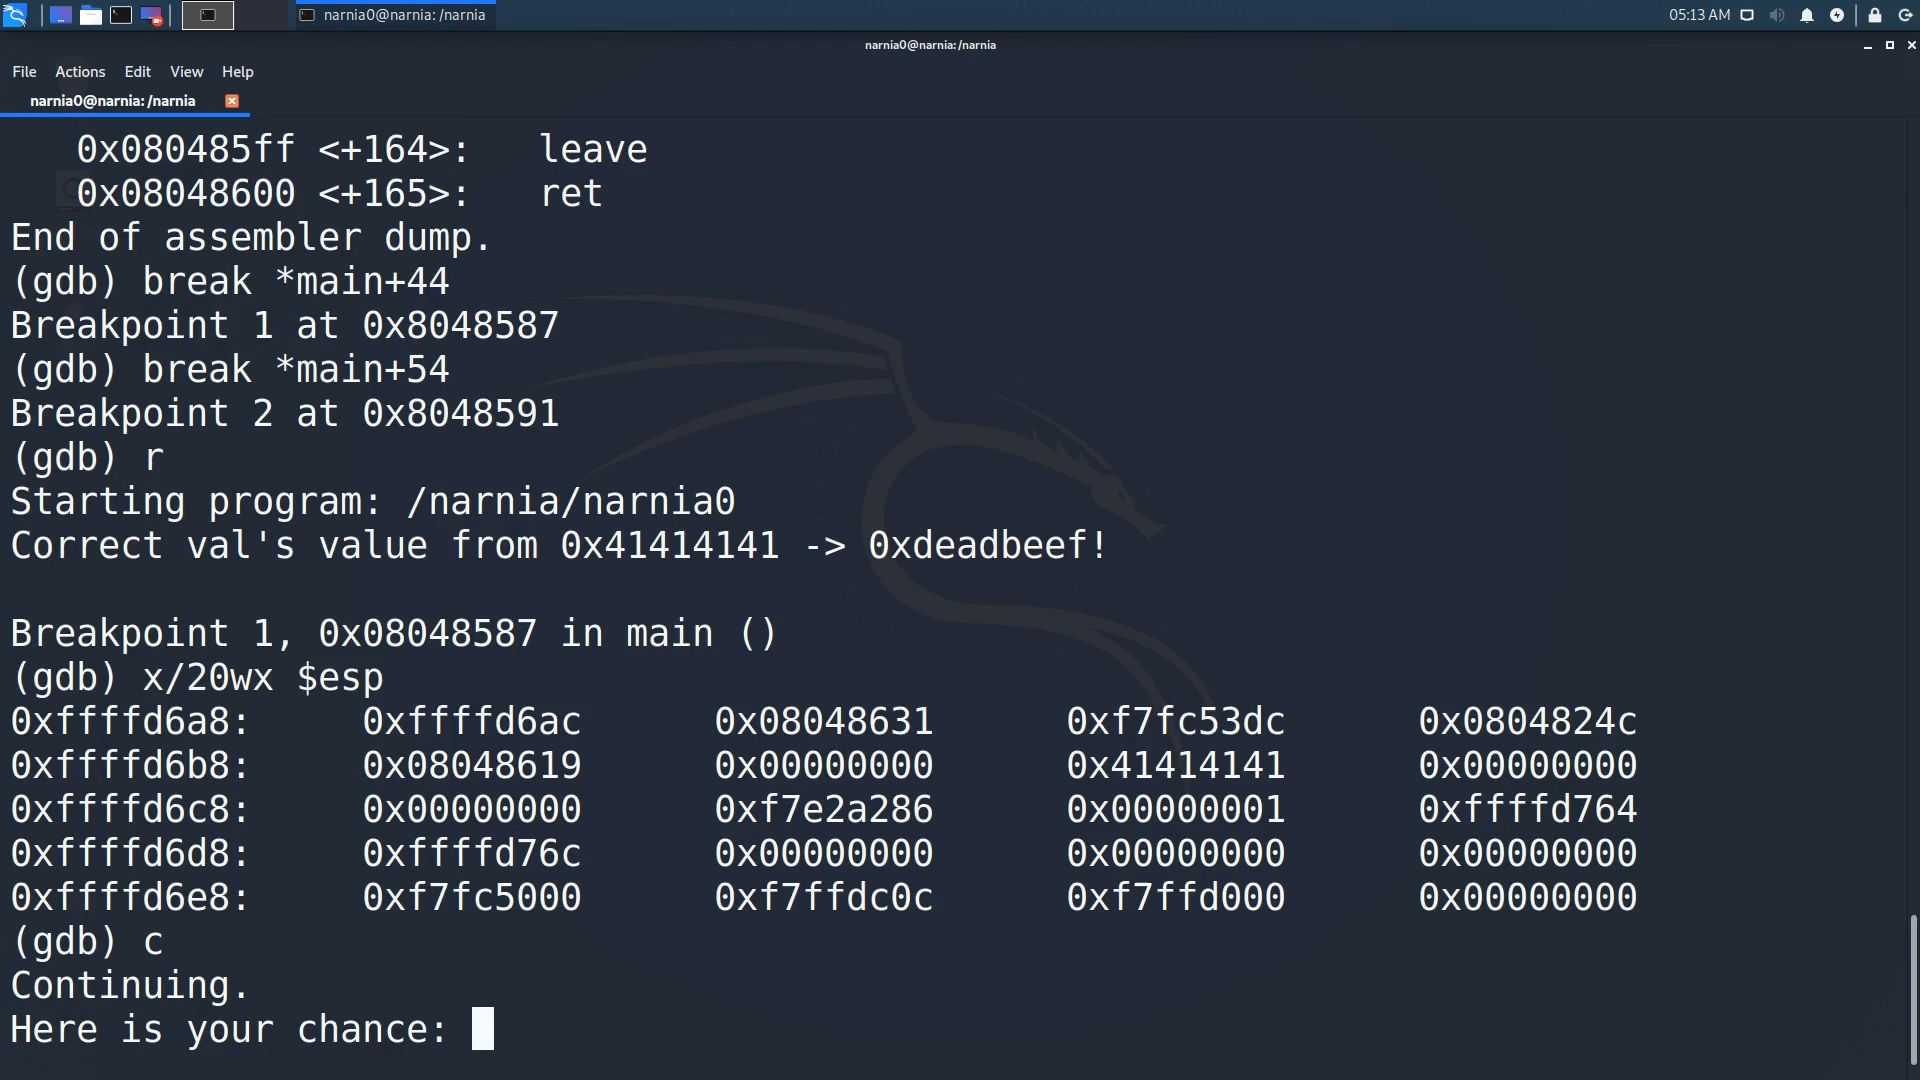 narnia0@narnia: /narnia
05:13 AM
narnia0@narnia: /narnia
File Actions Edit View Help
narnia0@narnia: /narnia
0x080485ff <+164>: leave
0x08048600 <+165>: ret
End of assembler dump.
(gdb) break *main+44
Breakpoint 1 at 0x8048587
(gdb) break *main+54
Breakpoint 2 at 0x8048591
(gdb) r
Starting program: /narnia/narnia0
Correct val's value from 0x41414141 -> 0xdeadbeef!
Breakpoint 1, 0x08048587 in main ()
(gdb) x/20wx $esp
0xffffd6a8: 0xffffd6ac 0x08048631 0xf7fc53dc 0x0804824c
0xffffd6b8: 0x08048619 0x00000000 0x41414141 0x00000000
0xffffd6c8: 0x00000000 0xf7e2a286 0x00000001 0xffffd764
0xffffd6d8: 0xffffd76c 0x00000000 0x00000000 0x00000000
0xffffd6e8: 0xf7fc5000 0xf7ffdc0c 0xf7ffd000 0x00000000
(gdb) c
Continuing.
Here is your chance: